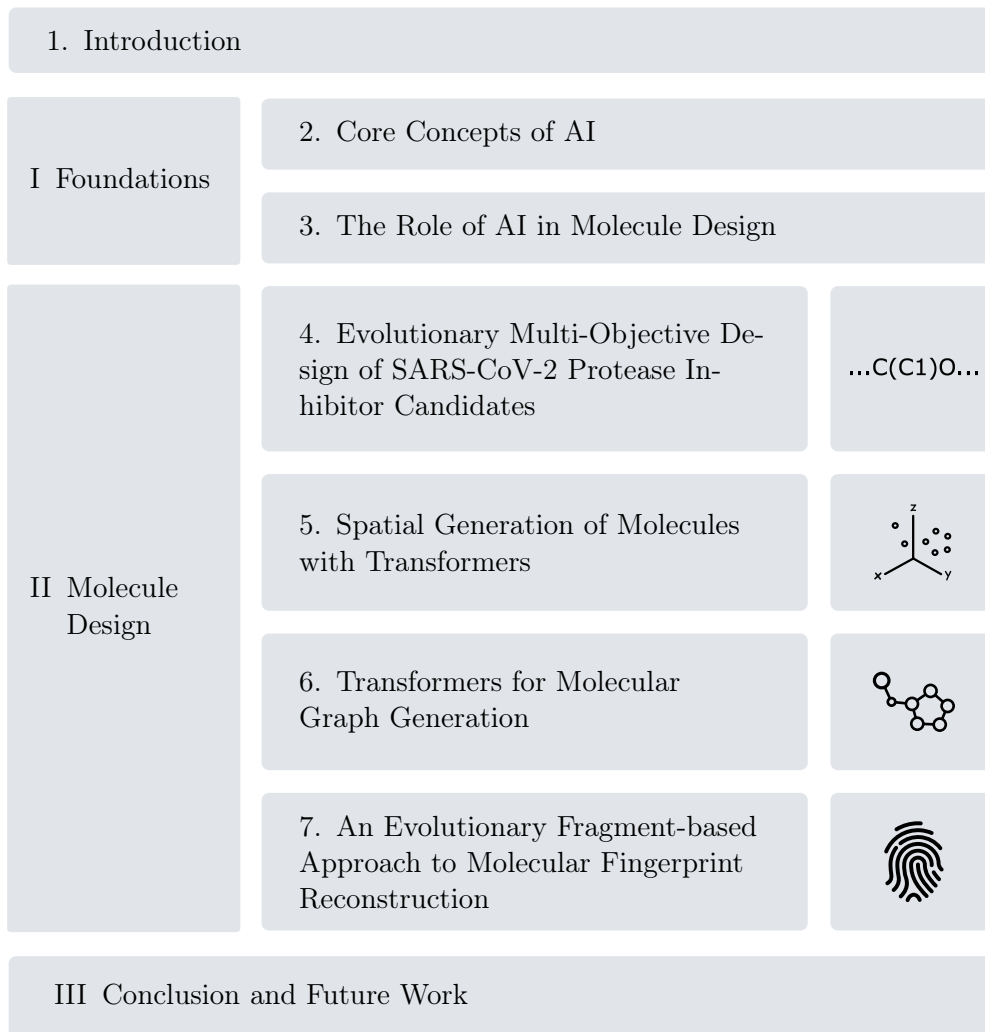 1. Introduction
I Foundations
2. Core Concepts of AI
3. The Role of AI in Molecule Design
II Molecule
Design
4. Evolutionary Multi-Objective De-
sign of SARS-CoV-2 Protease In-
hibitor Candidates
...C(C1)O...
5. Spatial Generation of Molecules
with Transformers
z
x
y
6. Transformers for Molecular
Graph Generation
7. An Evolutionary Fragment-based
Approach to Molecular Fingerprint
Reconstruction
III Conclusion and Future Work